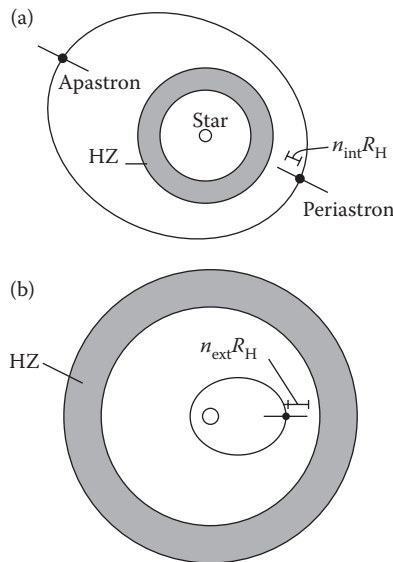 (a)
Apastron
Star
HZ
n_int R_H
Periastron
(b)
HZ
n_ext R_H